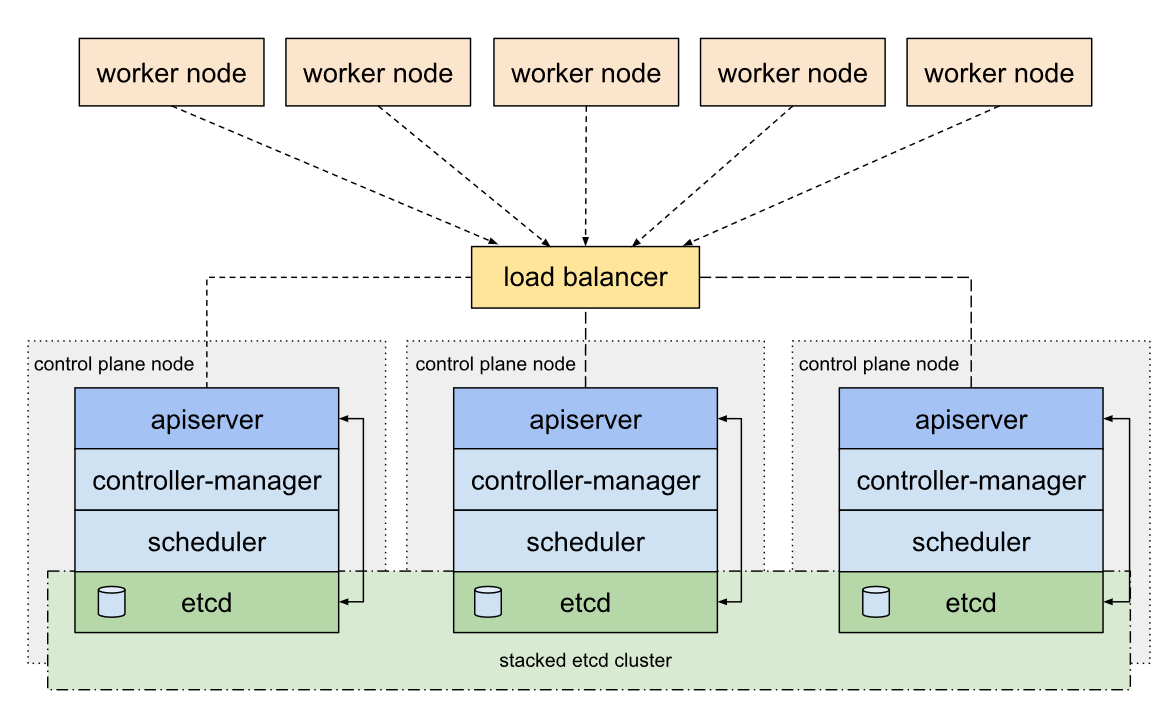 worker node
worker node
worker node
worker node
worker node
load balancer
control plane node
apiserver
controller-manager
scheduler
etcd
control plane node
apiserver
controller-manager
scheduler
etcd
control plane node
apiserver
controller-manager
scheduler
etcd
stacked etcd cluster